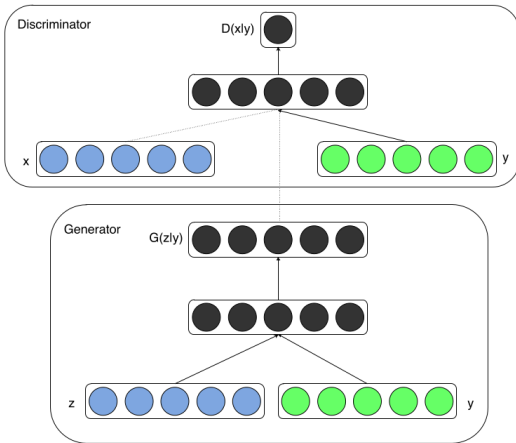 Discriminator
D(x|y)
x
y
Generator
G(z|y)
z
y